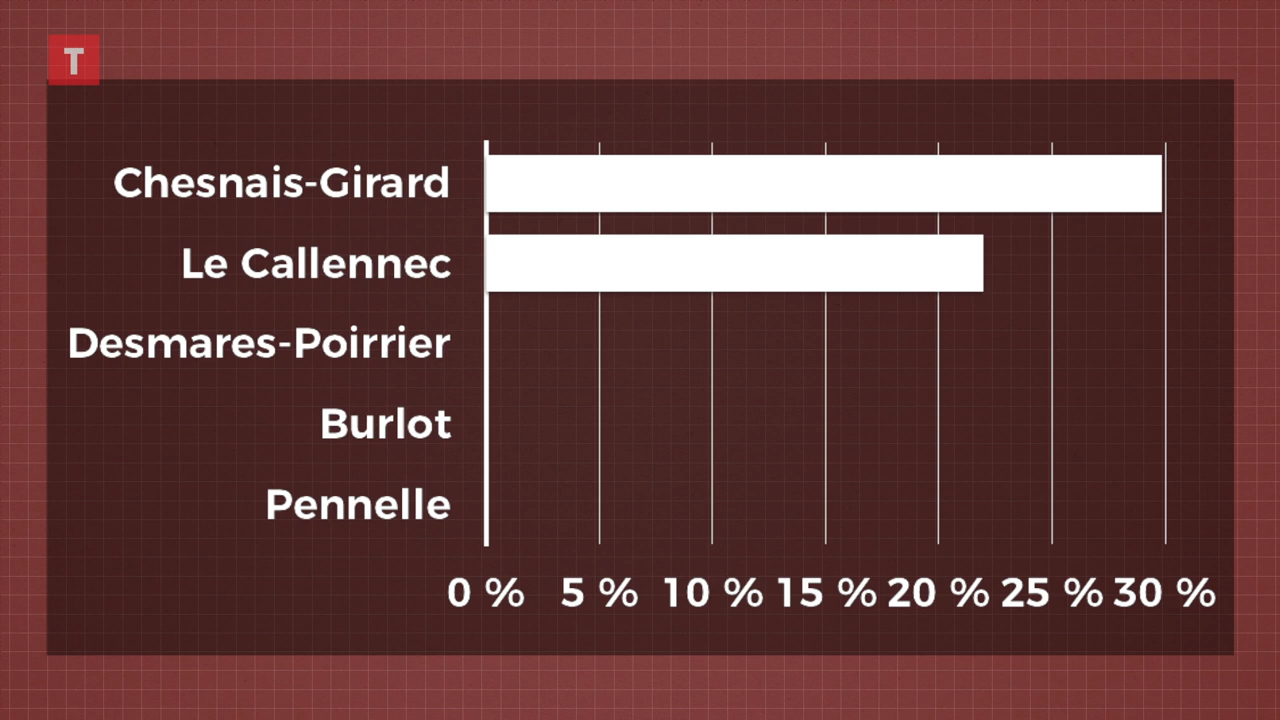 T
Chesnais-Girard
Le Callennec
Desmares-Poirrier
Burlot
Pennelle
0 % 5 % 10 % 15 % 20 % 25 % 30 %